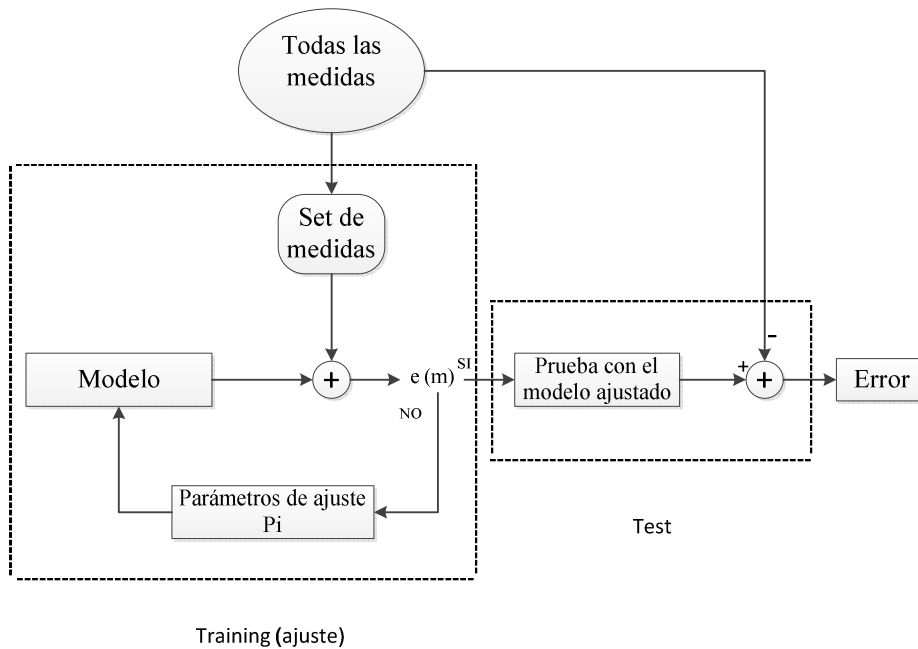 Todas las
medidas
Set de
medidas
Modelo
+
e (m)
SI
NO
Parámetros de ajuste
Pi
Prueba con el
modelo ajustado
-
+
+
Error
Test
Training (ajuste)